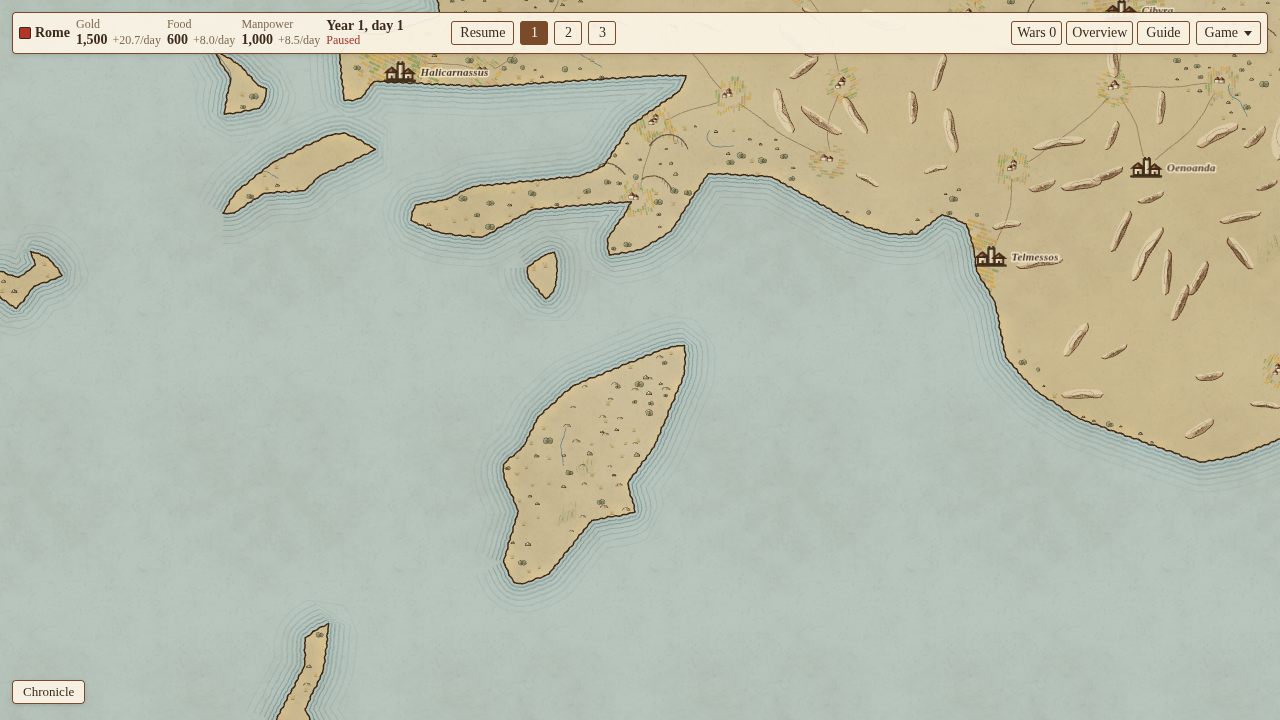 Rome
Gold
1,500 +20.7/day
Food
600 +8.0/day
Manpower
1,000 +8.5/day
Year 1, day 1
Paused
Resume
1
2
3
Wars 0
Overview
Guide
Game
Cibyra
Halicarnassus
Oenoanda
Telmessos
Chronicle